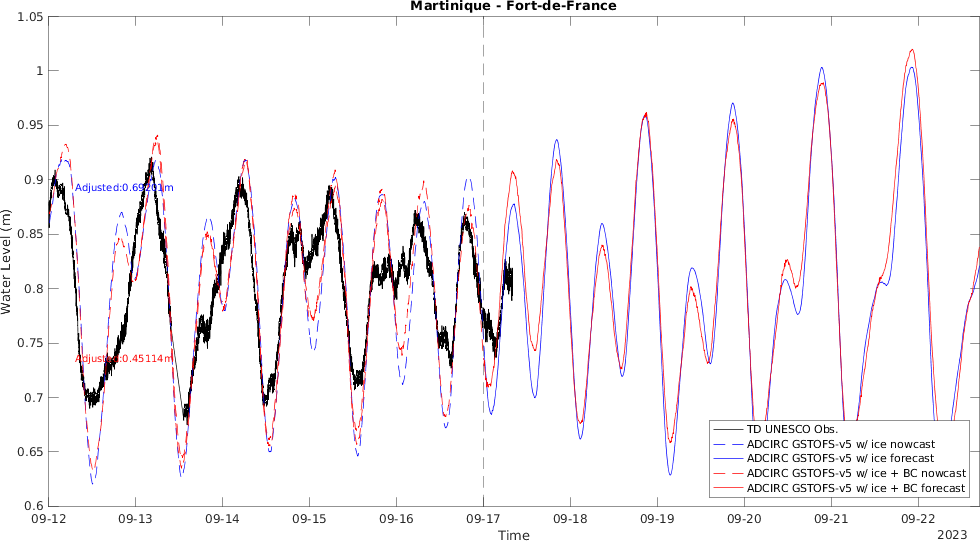 Martinique - Fort-de-France
1.05
1
0.95
0.9
0.85
0.8
0.75
0.7
0.65
0.6
Water Level (m)
Adjusted:0.69201m
Adjusted:0.45114m
TD UNESCO Obs.
ADCIRC GSTOFS-v5 w/ ice nowcast
ADCIRC GSTOFS-v5 w/ ice forecast
ADCIRC GSTOFS-v5 w/ ice + BC nowcast
ADCIRC GSTOFS-v5 w/ ice + BC forecast
09-12 09-13 09-14 09-15 09-16 09-17 09-18 09-19 09-20 09-21 09-22
Time
2023